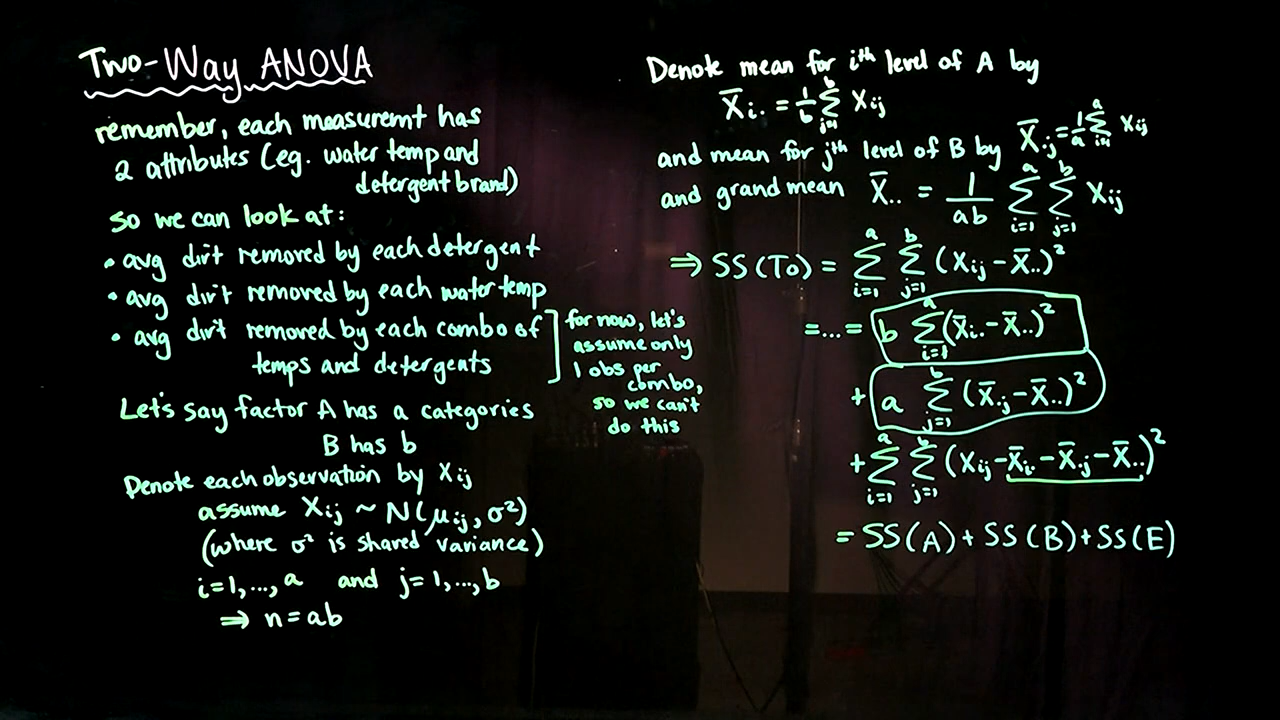 Two-Way ANOVA
remember, each measuremt has
2 attributes (eg. water temp and
detergent brand)
so we can look at:
• avg dirt removed by each detergent
• avg dirt removed by each water temp
• avg dirt removed by each combo of
temps and detergents
for now, let's
assume only
1 obs per
combo,
so we can't
do this
Let's say factor A has a categories
B has b
Denote each observation by Xij
assume Xij ~ N(μij, σ²)
(where σ² is shared variance)
i=1,...,a and j=1,...,b
⇒ n=ab
Denote mean for iᵗʰ level of A by
X̄i. = 1/b Σ_{j=1}^{b} Xij
and mean for jᵗʰ level of B by X̄.j = 1/a Σ_{i=1}^{a} Xij
and grand mean X̄.. = 1/ab Σ_{i=1}^{a} Σ_{j=1}^{b} Xij
⇒ SS(To) = Σ_{i=1}^{a} Σ_{j=1}^{b} (Xij - X̄..)²
=...= b Σ_{i=1}^{a} (X̄i. - X̄..)²
+ a Σ_{j=1}^{b} (X̄.j - X̄..)²
+ Σ_{i=1}^{a} Σ_{j=1}^{b} (Xij - X̄i. - X̄.j - X̄..)²
= SS(A) + SS(B) + SS(E)